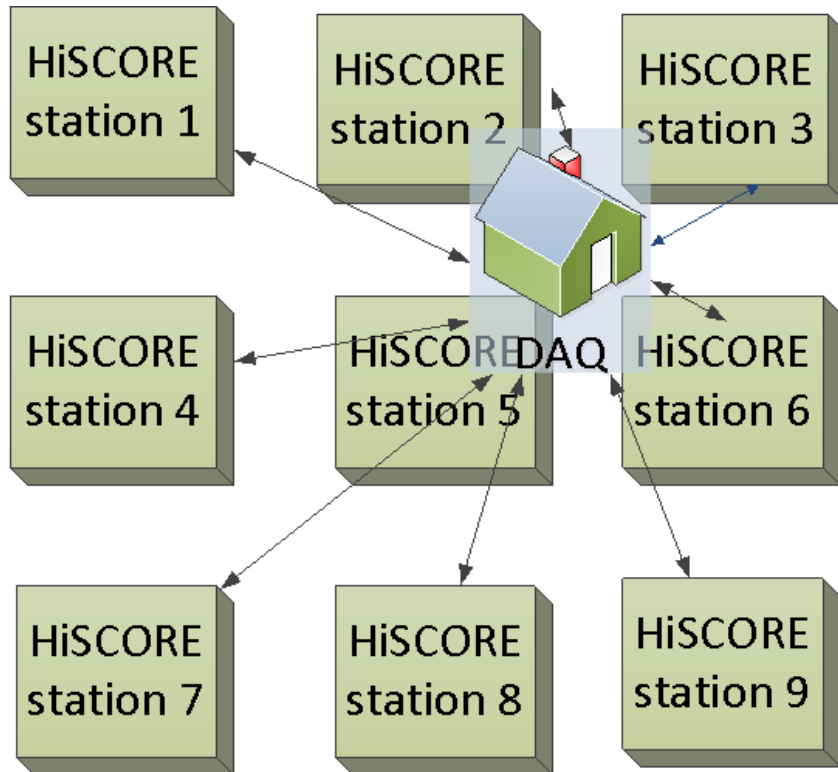 HiSCORE
station 1
HiSCORE
station 2
HiSCORE
station 3
HiSCORE
station 4
HiSCORE
station 5
DAQ
HiSCORE
station 6
HiSCORE
station 7
HiSCORE
station 8
HiSCORE
station 9